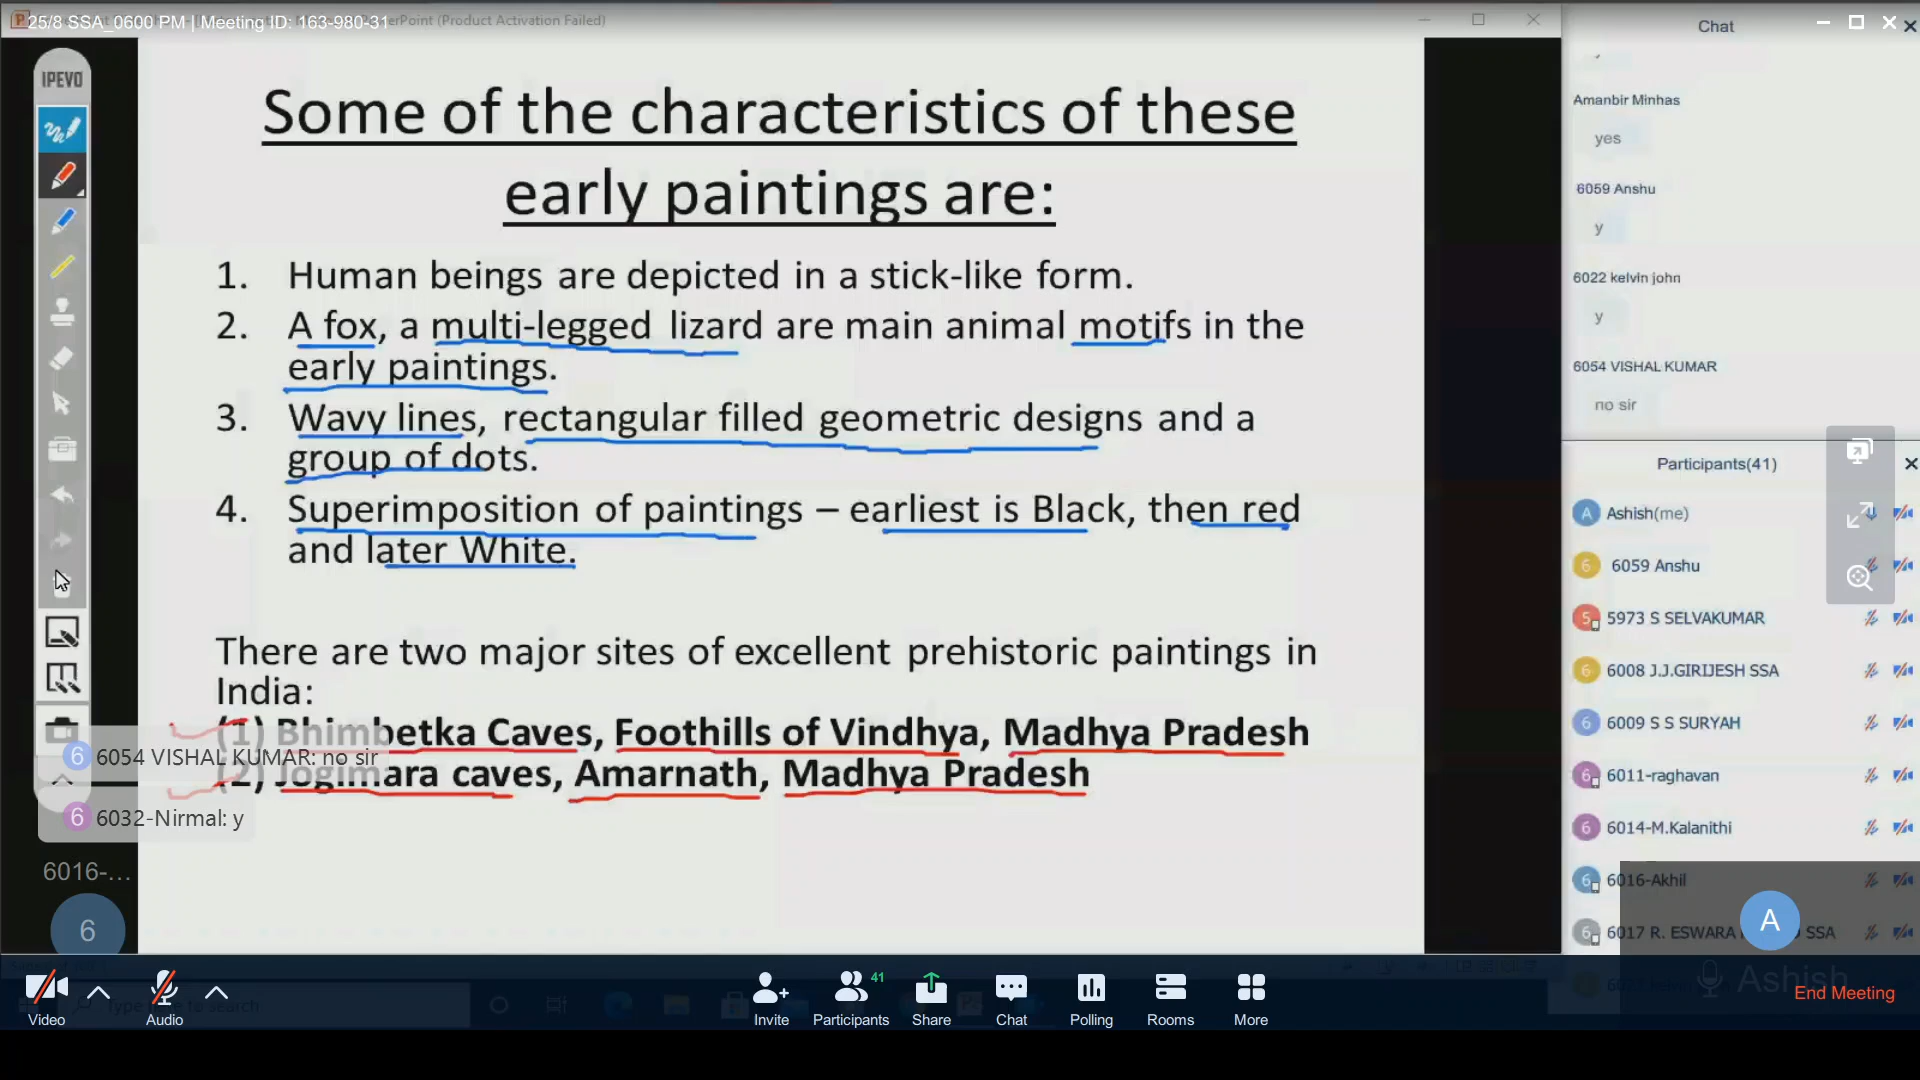 25/8 SSA_0600 PM | Meeting ID: 163-980-31
PowerPoint (Product Activation Failed)
IPEVO
Some of the characteristics of these
early paintings are:
1. Human beings are depicted in a stick-like form.
2. A fox, a multi-legged lizard are main animal motifs in the
early paintings.
3. Wavy lines, rectangular filled geometric designs and a
group of dots.
4. Superimposition of paintings – earliest is Black, then red
and later White.
There are two major sites of excellent prehistoric paintings in
India:
(1) Bhimbetka Caves, Foothills of Vindhya, Madhya Pradesh
(2) Jogimara caves, Amarnath, Madhya Pradesh
6 6054 VISHAL KUMAR: no sir
6 6032-Nirmal: y
6016-...
6
Chat
Amanbir Minhas
yes
6059 Anshu
y
6022 kelvin john
y
6054 VISHAL KUMAR
no sir
Participants(41)
A Ashish(me)
6 6059 Anshu
5 5973 S SELVAKUMAR
6 6008 J.J.GIRIJESH SSA
6 6009 S S SURYAH
6 6011-raghavan
6 6014-M.Kalanithi
6 6016-Akhil
6 6017 R. ESWARA SSA
A
Ashish
Type here to search
Video
Audio
Invite
41
Participants
Share
Chat
Polling
Rooms
More
End Meeting